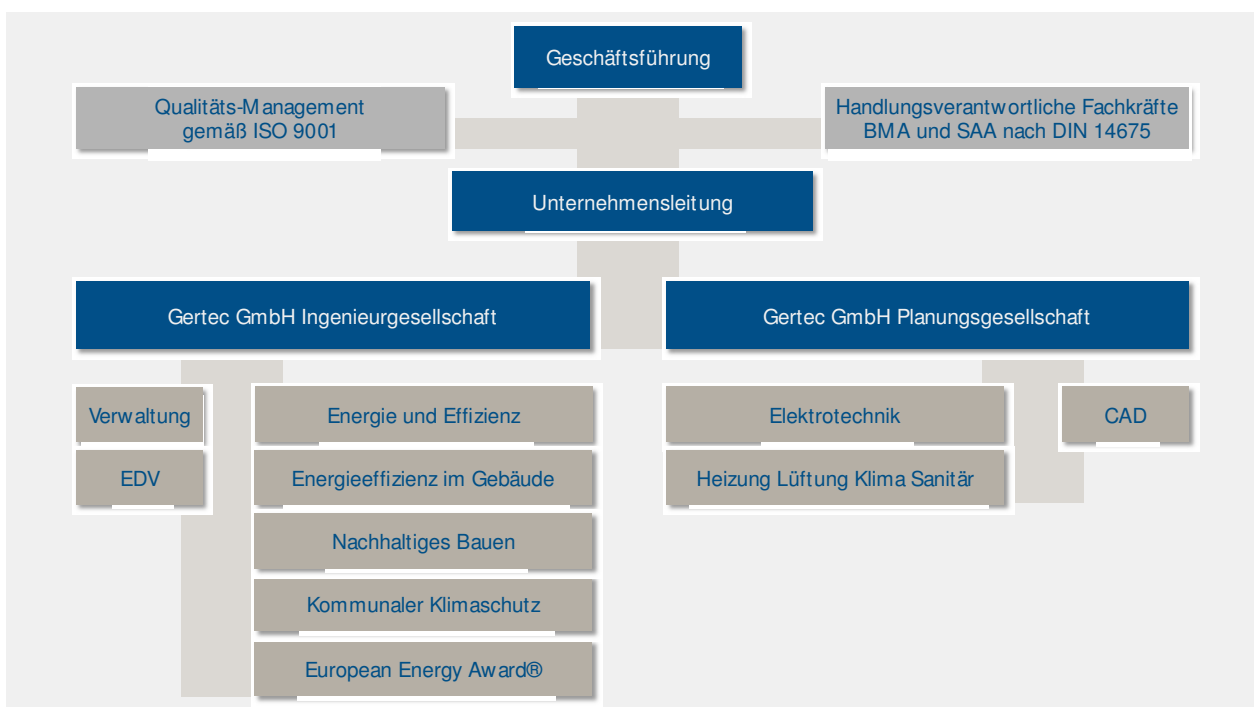 Geschäftsführung
Qualitäts-Management
gemäß ISO 9001
Handlungsverantwortliche Fachkräfte
BMA und SAA nach DIN 14675
Unternehmensleitung
Gertec GmbH Ingenieurgesellschaft
Gertec GmbH Planungsgesellschaft
Verwaltung
Energie und Effizienz
Elektrotechnik
CAD
EDV
Energieeffizienz im Gebäude
Heizung Lüftung Klima Sanitär
Nachhaltiges Bauen
Kommunaler Klimaschutz
European Energy Award®